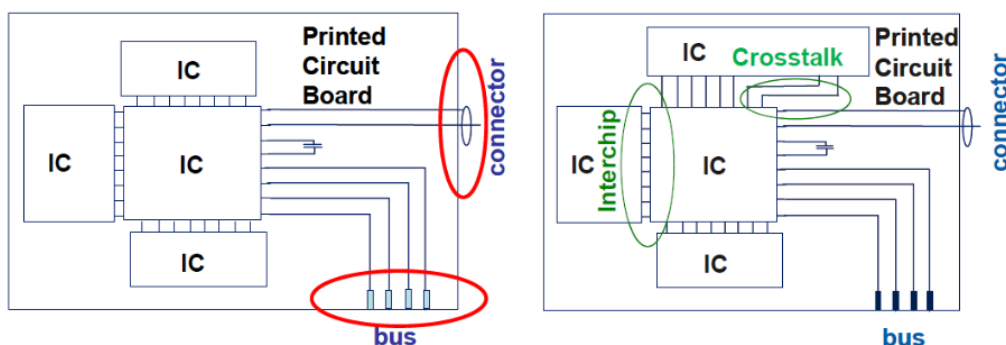 IC
Printed
Circuit
Board
connector
IC
IC
IC
bus
IC
Crosstalk
Printed
Circuit
Board
connector
IC
Interchip
IC
IC
bus